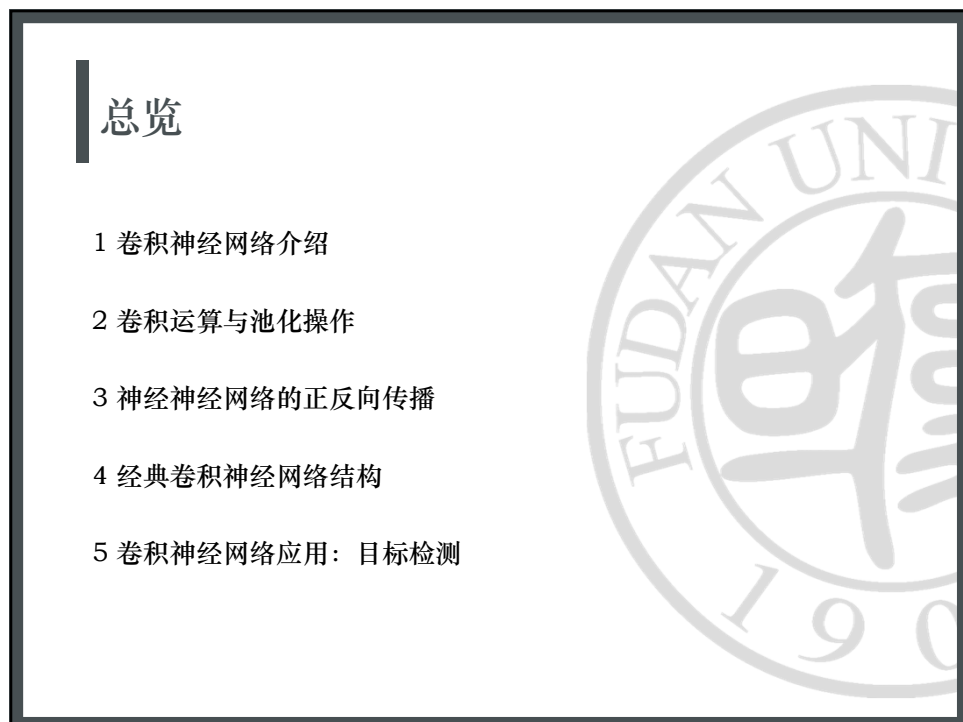 总览
1 卷积神经网络介绍
2 卷积运算与池化操作
3 神经神经网络的正反向传播
4 经典卷积神经网络结构
5 卷积神经网络应用：目标检测
FUDAN UNI
190